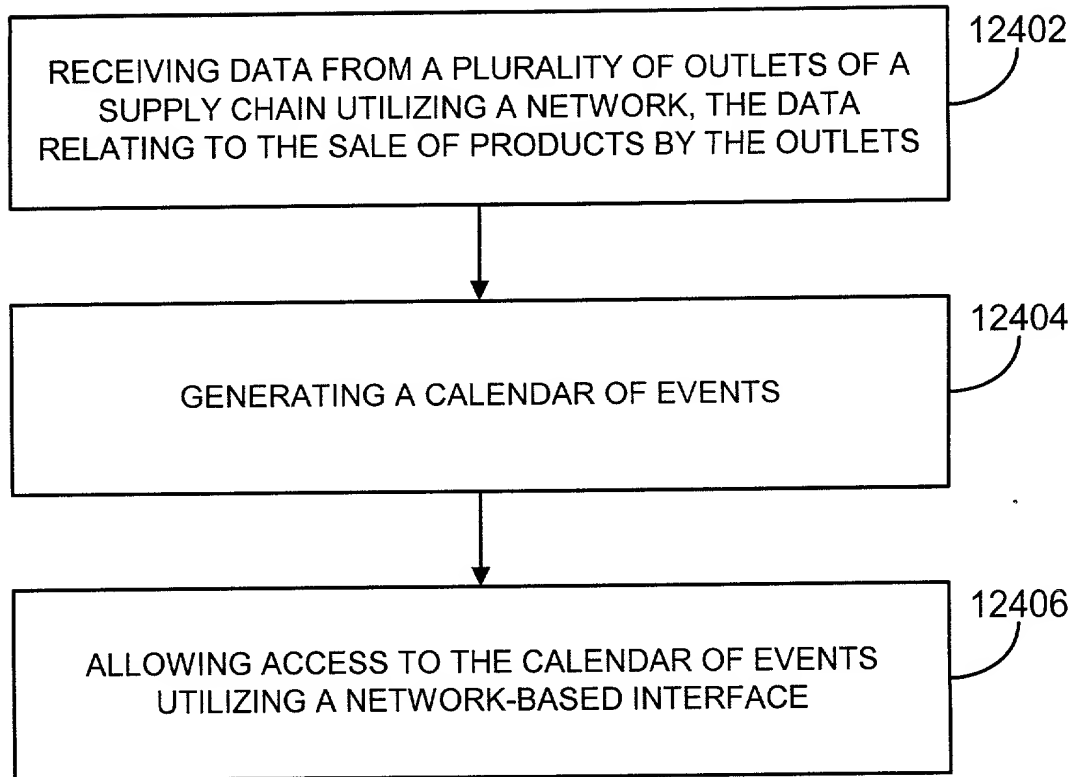 12402
RECEIVING DATA FROM A PLURALITY OF OUTLETS OF A
SUPPLY CHAIN UTILIZING A NETWORK, THE DATA
RELATING TO THE SALE OF PRODUCTS BY THE OUTLETS
12404
GENERATING A CALENDAR OF EVENTS
12406
ALLOWING ACCESS TO THE CALENDAR OF EVENTS
UTILIZING A NETWORK-BASED INTERFACE